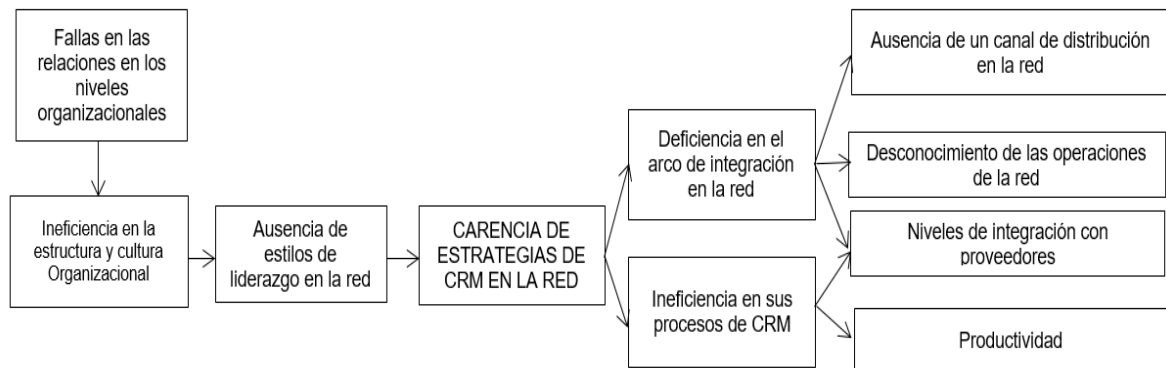 Fallas en las
relaciones en los
niveles
organizacionales
Ineficiencia en la
estructura y cultura
Organizacional
Ausencia de
estilos de
liderazgo en la red
CARENCIA DE
ESTRATEGIAS DE
CRM EN LA RED
Deficiencia en el
arco de integración
en la red
Ineficiencia en sus
procesos de CRM
Ausencia de un canal de distribución
en la red
Desconocimiento de las operaciones
de la red
Niveles de integración con
proveedores
Productividad